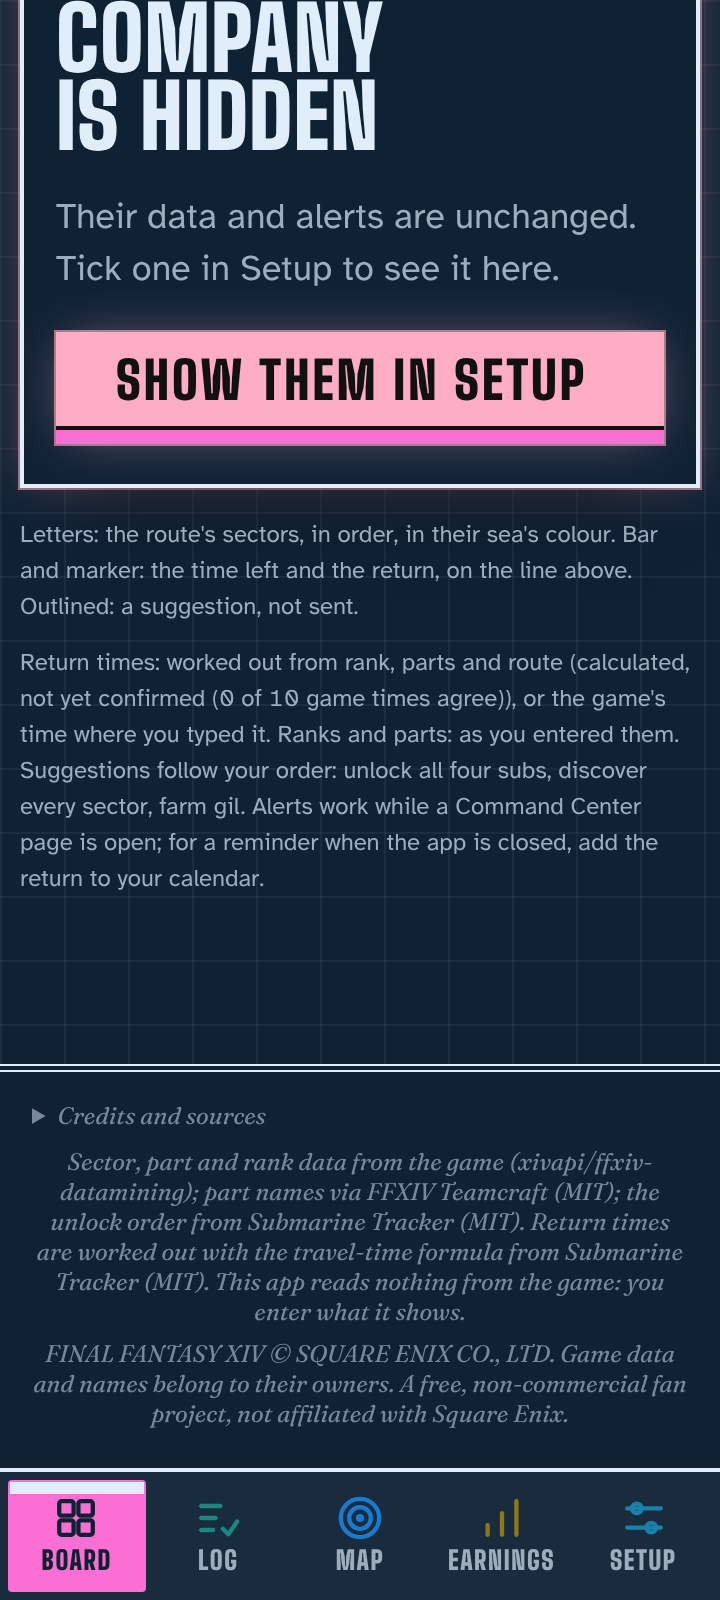 COMPANY
IS HIDDEN
Their data and alerts are unchanged.
Tick one in Setup to see it here.
SHOW THEM IN SETUP
Letters: the route's sectors, in order, in their sea's colour. Bar
and marker: the time left and the return, on the line above.
Outlined: a suggestion, not sent.
Return times: worked out from rank, parts and route (calculated,
not yet confirmed (0 of 10 game times agree)), or the game's
time where you typed it. Ranks and parts: as you entered them.
Suggestions follow your order: unlock all four subs, discover
every sector, farm gil. Alerts work while a Command Center
page is open; for a reminder when the app is closed, add the
return to your calendar.
Credits and sources
Sector, part and rank data from the game (xivapi/ffxiv-
datamining); part names via FFXIV Teamcraft (MIT); the
unlock order from Submarine Tracker (MIT). Return times
are worked out with the travel-time formula from Submarine
Tracker (MIT). This app reads nothing from the game: you
enter what it shows.
FINAL FANTASY XIV © SQUARE ENIX CO., LTD. Game data
and names belong to their owners. A free, non-commercial fan
project, not affiliated with Square Enix.
BOARD LOG MAP EARNINGS SETUP